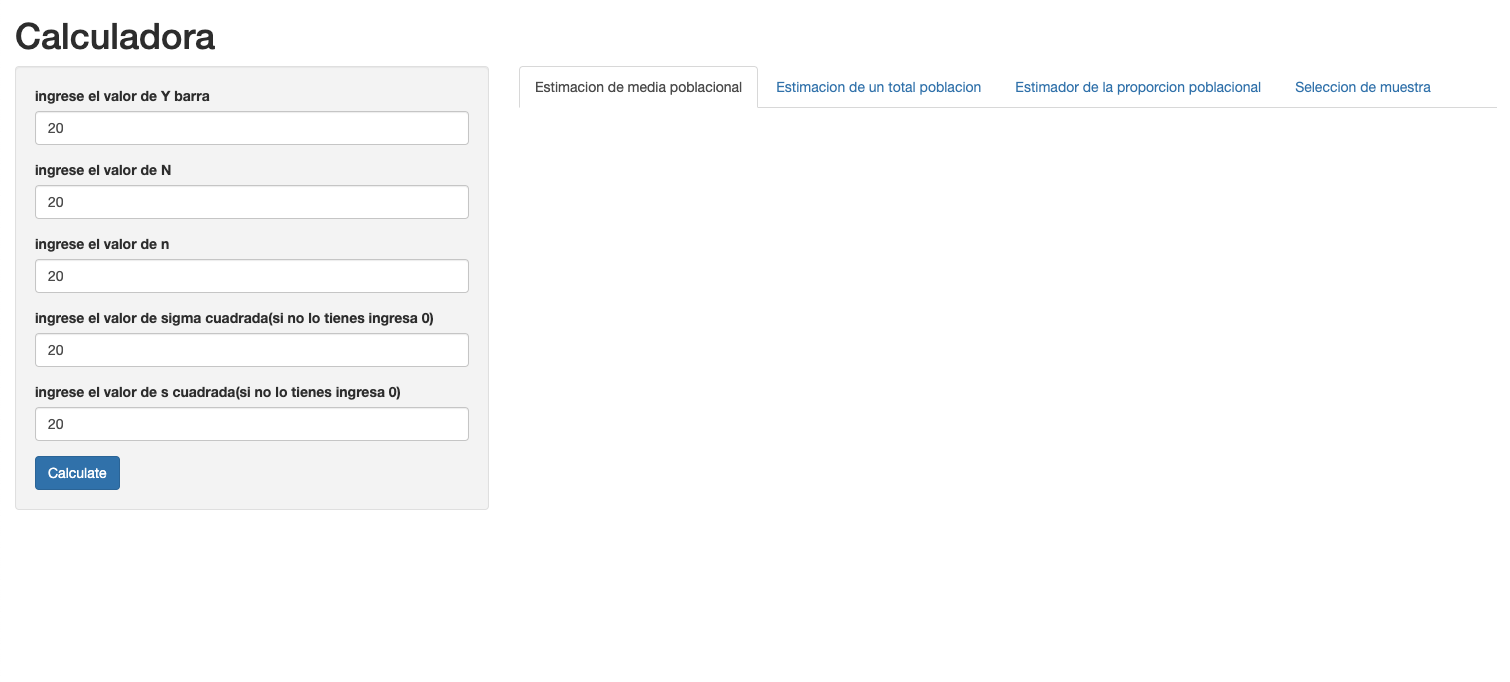 Calculadora
ingrese el valor de Y barra
20
ingrese el valor de N
20
ingrese el valor de n
20
ingrese el valor de sigma cuadrada(si no lo tienes ingresa 0)
20
ingrese el valor de s cuadrada(si no lo tienes ingresa 0)
20
Calculate
Estimacion de media poblacional
Estimacion de un total poblacion
Estimador de la proporcion poblacional
Seleccion de muestra